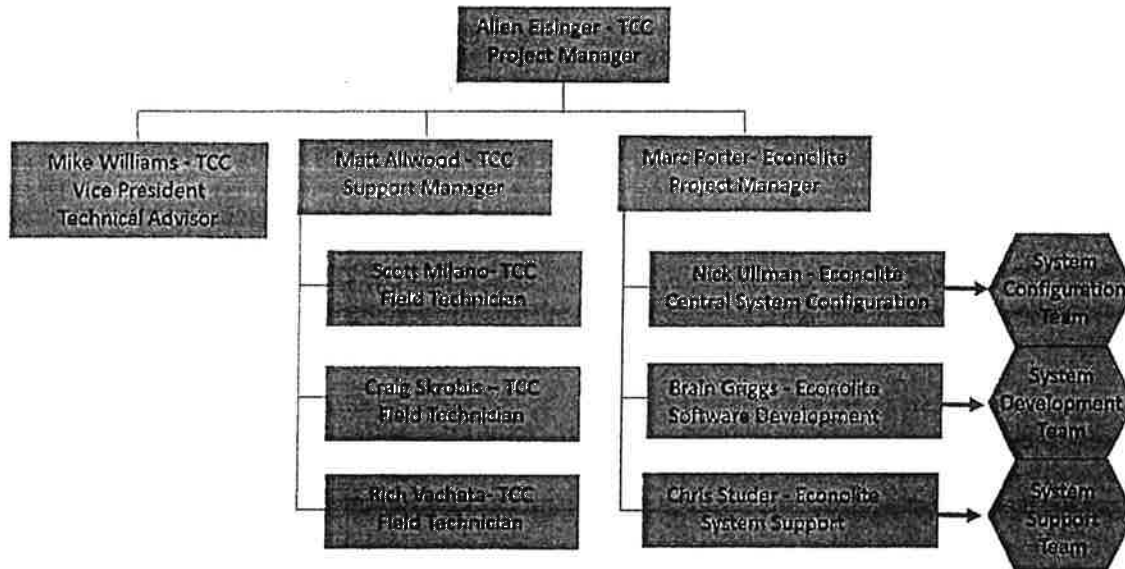 Allen Eisinger - TCC
Project Manager
Mike Williams - TCC
Vice President
Technical Advisor
Matt Allwood - TCC
Support Manager
Marc Porter- Econolite
Project Manager
Scott Milano- TCC
Field Technician
Craig Skrobis – TCC
Field Technician
Rich Vachata- TCC
Field Technician
Nick Ullman - Econolite
Central System Configuration
Brain Griggs - Econolite
Software Development
Chris Studer - Econolite
System Support
System
Configuration
Team
System
Development
Team
System
Support
Team